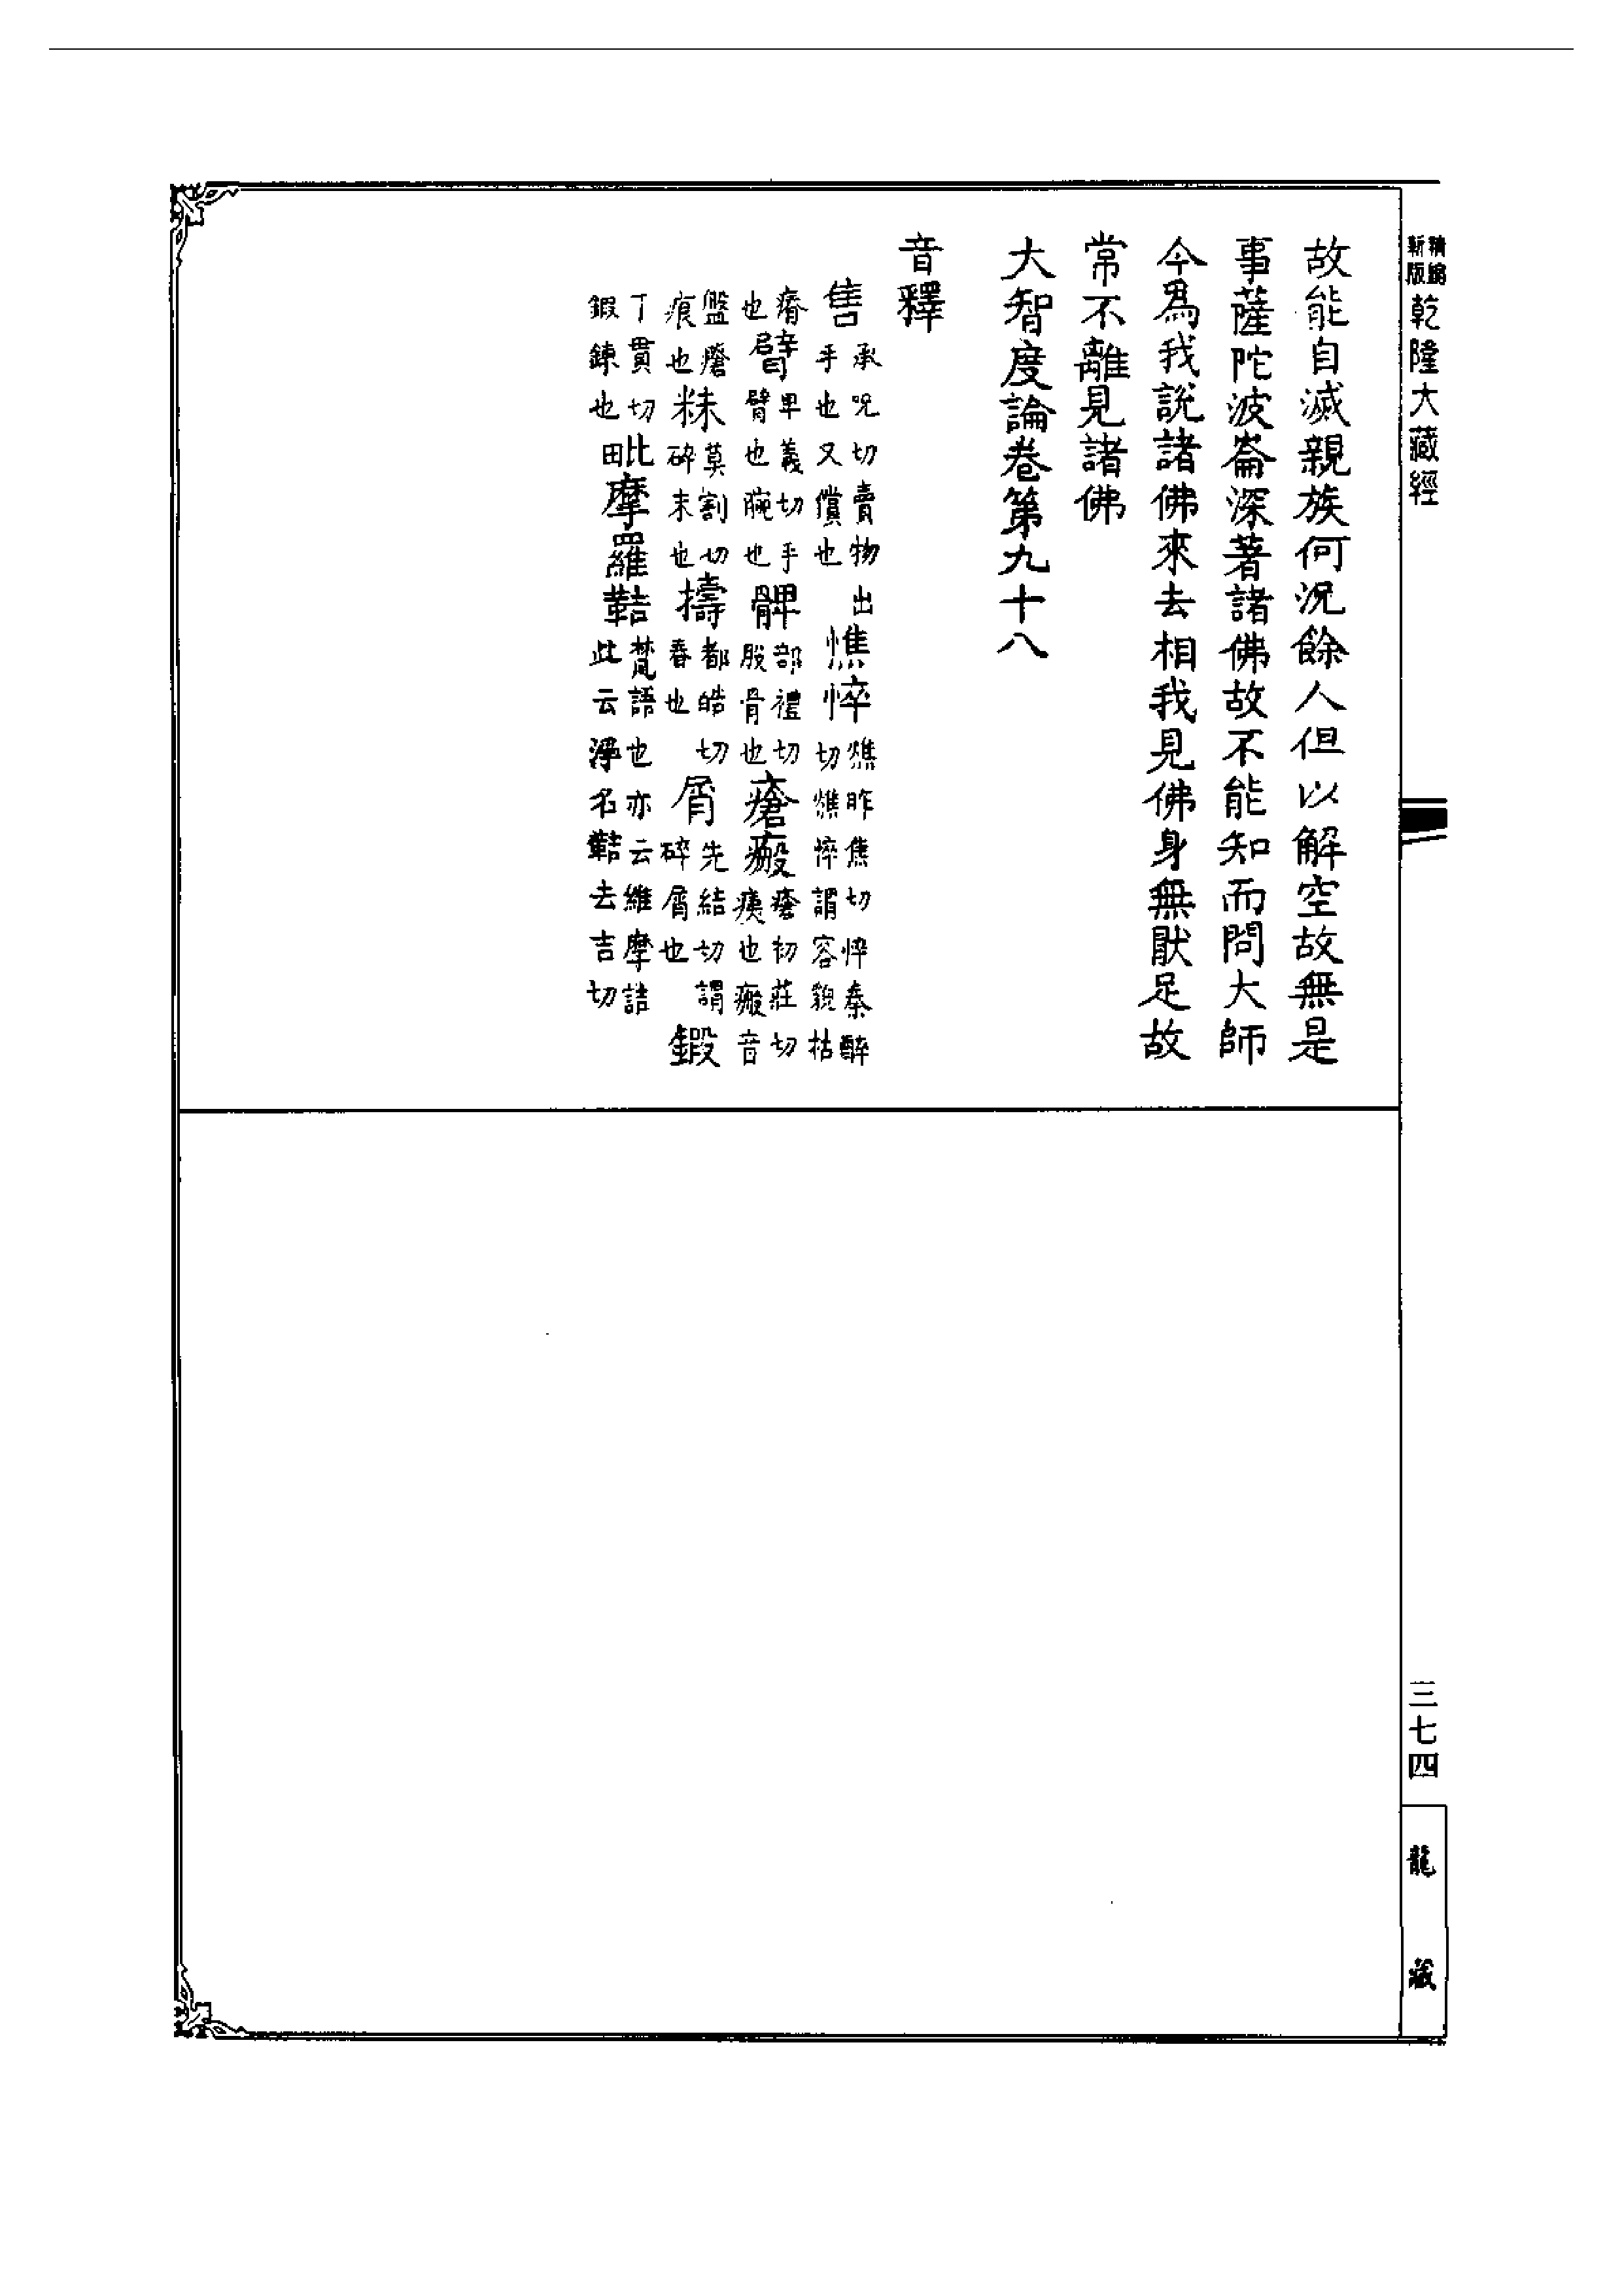 精編
新版
乾隆大藏經
故能自滅親族何況餘人但以解空故無是
事薩陀波崙深著諸佛故不能知而問大師
今爲我說諸佛來去相我見佛身無猒足故
常不離見諸佛
大智度論卷第九十八
音釋
售
承呪切賣物出
手也又償也
憔悴
憔昨焦切悴秦醉
切憔悴謂容貌枯
瘠
也
臂
卑義切手
臂也腕也
髀
部禮切
股骨也
瘡瘢
瘡初莊切
痍也瘢音
盤瘡
痕也
粖
莫割切
碎末也
擣
都皓切
舂也
屑
先結切謂
碎屑也
鍛
丁貫切
鍜鍊也
毗摩羅鞊
梵語也亦云維摩詰
此云淨名鞊去吉切
三七四
龍藏